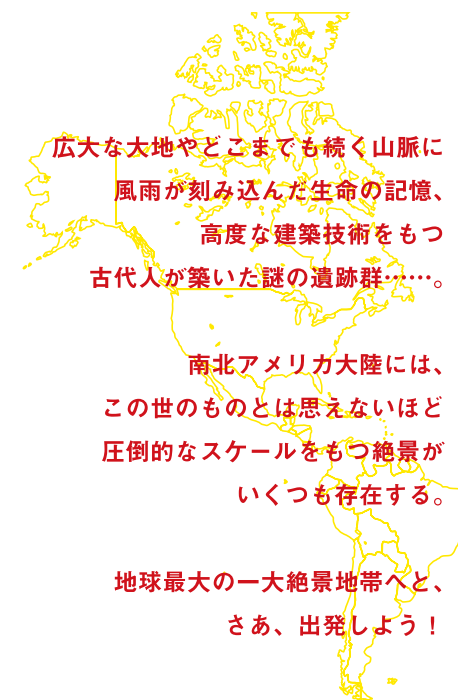 広大な大地やどこまでも続く山脈に
風雨が刻み込んだ生命の記憶、
高度な建築技術をもつ
古代人が築いた謎の遺跡群……。
南北アメリカ大陸には、
この世のものとは思えないほど
圧倒的なスケールをもつ絶景が
いくつも存在する。
地球最大の一大絶景地帯へと、
さあ、出発しよう！